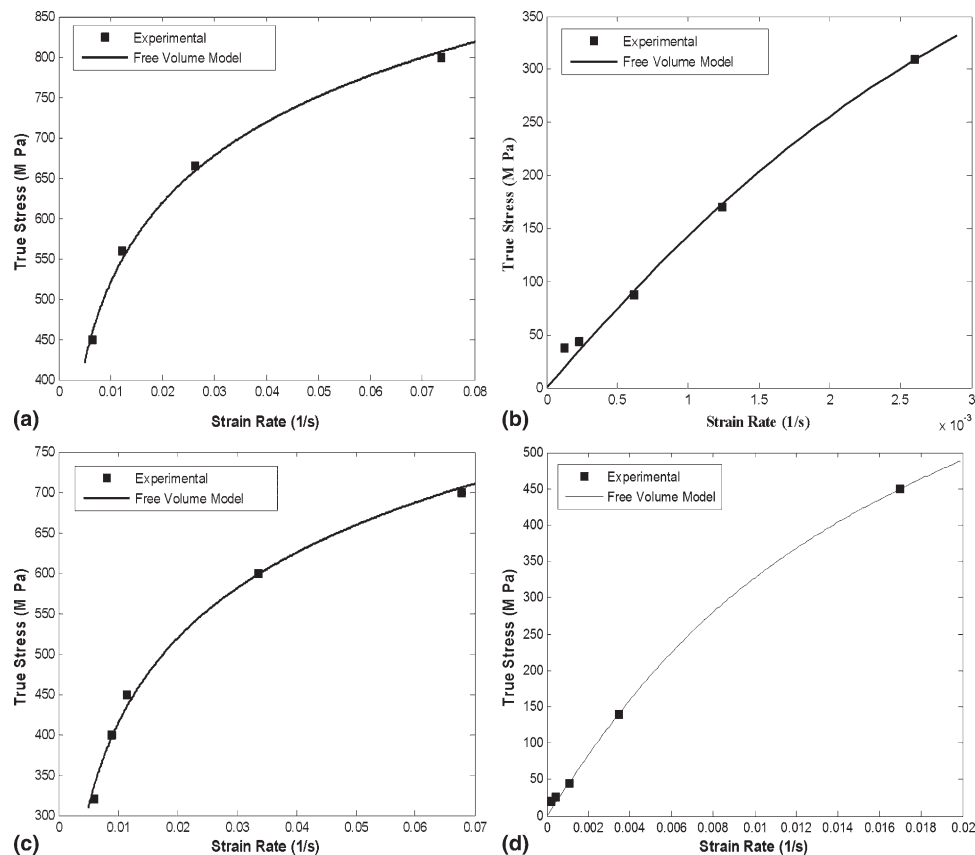 850
800
750
700
650
600
550
500
450
400
True Stress (M Pa)
Experimental
Free Volume Model
0 0.01 0.02 0.03 0.04 0.05 0.06 0.07 0.08
Strain Rate (1/s)
(a)
350
300
250
200
150
100
50
0
True Stress (M Pa)
Experimental
Free Volume Model
0 0.5 1 1.5 2 2.5 3
x 10⁻³
Strain Rate (1/s)
(b)
750
700
650
600
550
500
450
400
350
300
True Stress (M Pa)
Experimental
Free Volume Model
0 0.01 0.02 0.03 0.04 0.05 0.06 0.07
Strain Rate (1/s)
(c)
500
450
400
350
300
250
200
150
100
50
0
True Stress (M Pa)
Experimental
Free Volume Model
0 0.002 0.004 0.006 0.008 0.01 0.012 0.014 0.016 0.018 0.02
Strain Rate (1/s)
(d)